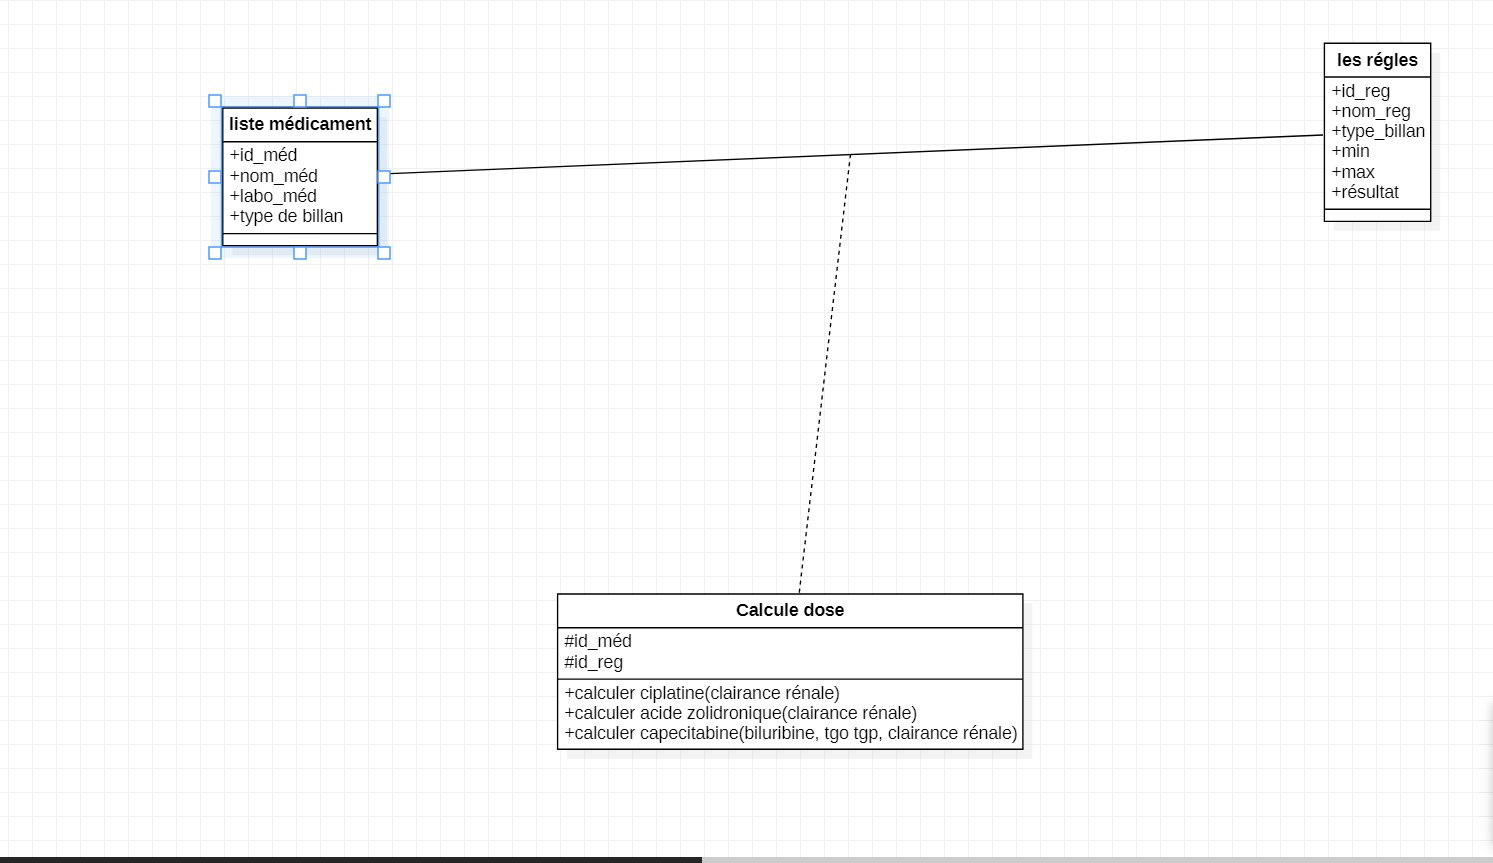 liste médicament
+id_méd
+nom_méd
+labo_méd
+type de billan
les régles
+id_reg
+nom_reg
+type_billan
+min
+max
+résultat
Calcule dose
#id_méd
#id_reg
+calculer ciplatine(clairance rénale)
+calculer acide zolidronique(clairance rénale)
+calculer capecitabine(biluribine, tgo tgp, clairance rénale)